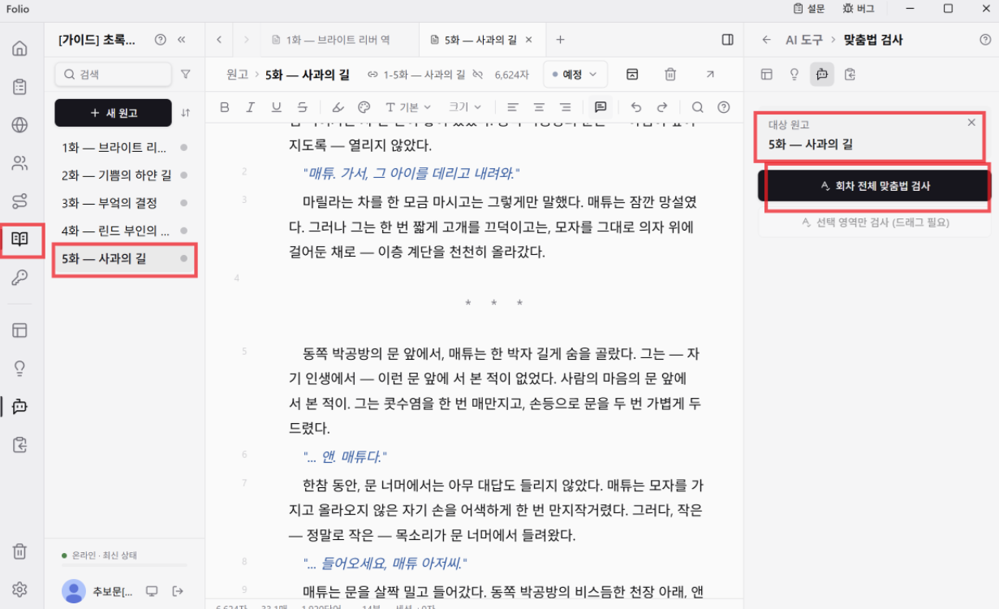 Folio
설문
버그
[가이드] 초록...
검색
+ 새 원고
1화 — 브라이트 리...
2화 — 기쁨의 하얀 길
3화 — 부엌의 결정
4화 — 린드 부인의 ...
5화 — 사과의 길
온라인 · 최신 상태
추보문[...
1화 — 브라이트 리버 역
5화 — 사과의 길
원고 > 5화 — 사과의 길
1-5화 — 사과의 길
6,624자
예정
B I U S
T 기본
크기
지도록 — 열리지 않았다.
2
"매튜. 가서, 그 아이를 데리고 내려와."
3
마릴라는 차를 한 모금 마시고는 그렇게만 말했다. 매튜는 잠깐 망설였
다. 그러나 그는 한 번 짧게 고개를 끄덕이고는, 모자를 그대로 의자 위에
걸어둔 채로 — 이층 계단을 천천히 올라갔다.
4
* * *
5
동쪽 박공방의 문 앞에서, 매튜는 한 박자 길게 숨을 골랐다. 그는 — 자
기 인생에서 — 이런 문 앞에 서 본 적이 없었다. 사람의 마음의 문 앞에
서 본 적이. 그는 콧수염을 한 번 매만지고, 손등으로 문을 두 번 가볍게 두
드렸다.
6
"... 앤. 매튜다."
7
한참 동안, 문 너머에서는 아무 대답도 들리지 않았다. 매튜는 모자를 가
지고 올라오지 않은 자기 손을 어색하게 한 번 만지작거렸다. 그러다, 작은
— 정말로 작은 — 목소리가 문 너머에서 들려왔다.
8
"... 들어오세요, 매튜 아저씨."
9
매튜는 문을 살짝 밀고 들어갔다. 동쪽 박공방의 비스듬한 천장 아래, 앤
AI 도구 > 맞춤법 검사
대상 원고
5화 — 사과의 길
회차 전체 맞춤법 검사
선택 영역만 검사 (드래그 필요)